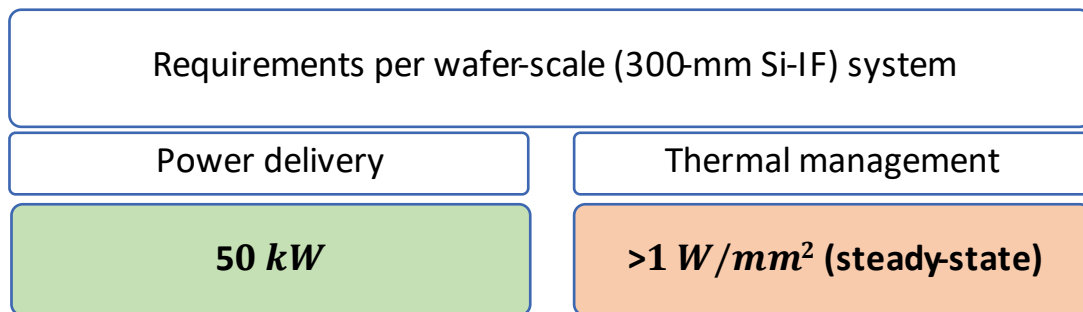 Requirements per wafer-scale (300-mm Si-IF) system
Power delivery
Thermal management
50 kW
>1 W/mm² (steady-state)